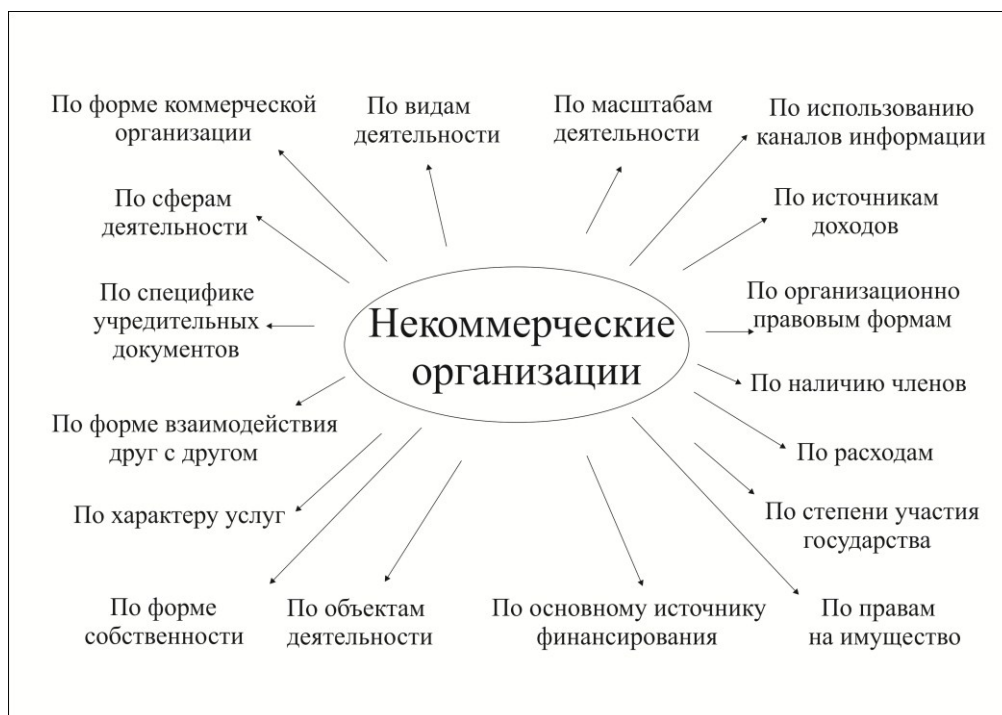 По форме коммерческой
организации
По видам
деятельности
По масштабам
деятельности
По использованию
каналов информации
По сферам
деятельности
По источникам
доходов
По специфике
учредительных
документов
Некоммерческие
организации
По организационно
правовым формам
По наличию членов
По форме взаимодействия
друг с другом
По расходам
По характеру услуг
По степени участия
государства
По форме
собственности
По объектам
деятельности
По основному источнику
финансирования
По правам
на имущество